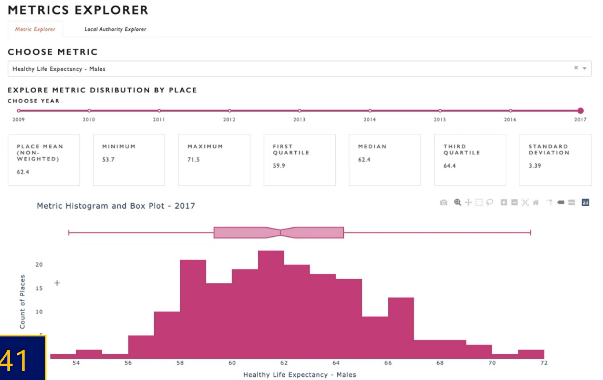 METRICS EXPLORER
Metric Explorer Local Authority Explorer
CHOOSE METRIC
Healthy Life Expectancy - Males
EXPLORE METRIC DISRIBUTION BY PLACE
CHOOSE YEAR
2009 2010 2011 2012 2013 2014 2015 2016 2017
PLACE MEAN (NON-WEIGHTED) 62.4
MINIMUM 53.7
MAXIMUM 71.5
FIRST QUARTILE 59.9
MEDIAN 62.4
THIRD QUARTILE 64.4
STANDARD DEVIATION 3.39
Metric Histogram and Box Plot - 2017
Count of Places
20
15
10
54 56 58 60 62 64 66 68 70 72
Healthy Life Expectancy - Males
41